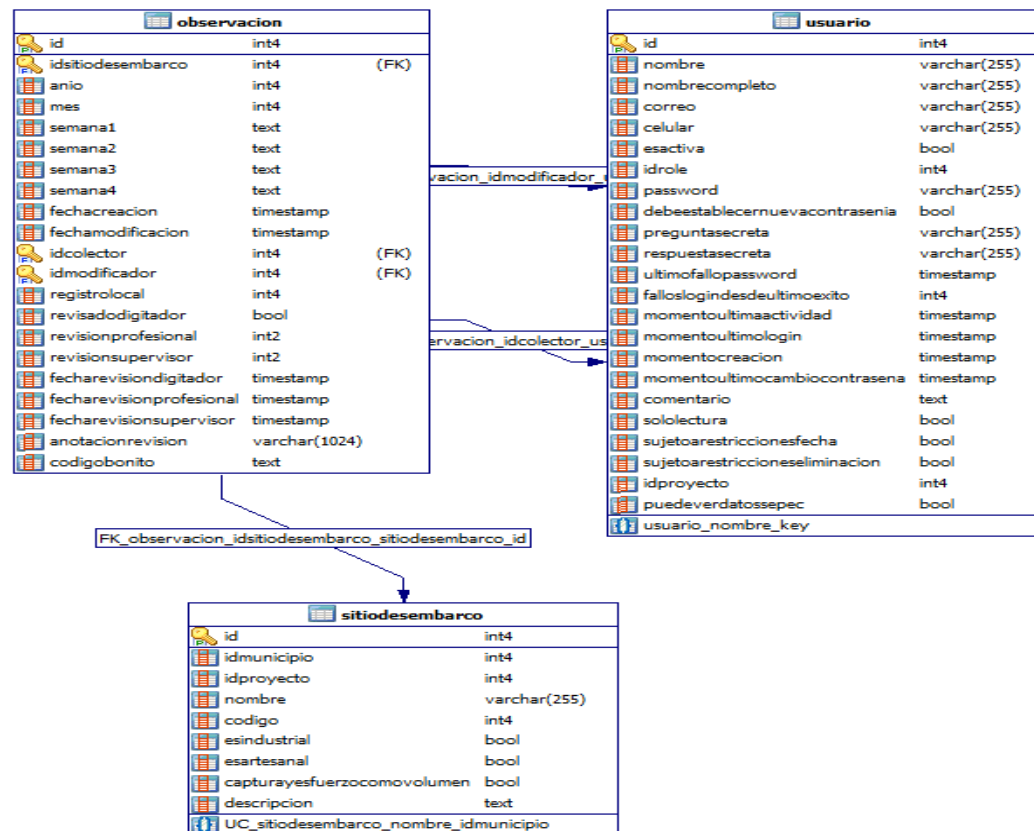 observacion
id int4
idsitiodesembarco int4 (FK)
anio int4
mes int4
semana1 text
semana2 text
semana3 text
semana4 text
fechacreacion timestamp
fechamodificacion timestamp
idcolector int4 (FK)
idmodificador int4 (FK)
registrolocal int4
revisadodigitador bool
revisionprofesional int2
revisionsupervisor int2
fecharevisiondigitador timestamp
fecharevisionprofesional timestamp
fecharevisionsupervisor timestamp
anotacionrevision varchar(1024)
codigobonito text
vacion_idmodificador_u
ervacion_idcolector_us
usuario
id int4
nombre varchar(255)
nombrecompleto varchar(255)
correo varchar(255)
celular varchar(255)
esactiva bool
idrole int4
password varchar(255)
debeestablecernuevacontrasenia bool
preguntasecreta varchar(255)
respuestasecreta varchar(255)
ultimofallopassword timestamp
falloslogindesdeultimoexito int4
momentoultimaactividad timestamp
momentoultimologin timestamp
momentocreacion timestamp
momentoultimocambiocontrasena timestamp
comentario text
sololectura bool
sujetoarestriccionesfecha bool
sujetoarestriccioneseliminacion bool
idproyecto int4
puedeverdatossepec bool
usuario_nombre_key
FK_observacion_idsitiodesembarco_sitiodesembarco_id
sitiodesembarco
id int4
idmunicipio int4
idproyecto int4
nombre varchar(255)
codigo int4
esindustrial bool
esartesanal bool
capturayesfuerzocomovolumen bool
descripcion text
UC_sitiodesembarco_nombre_idmunicipio